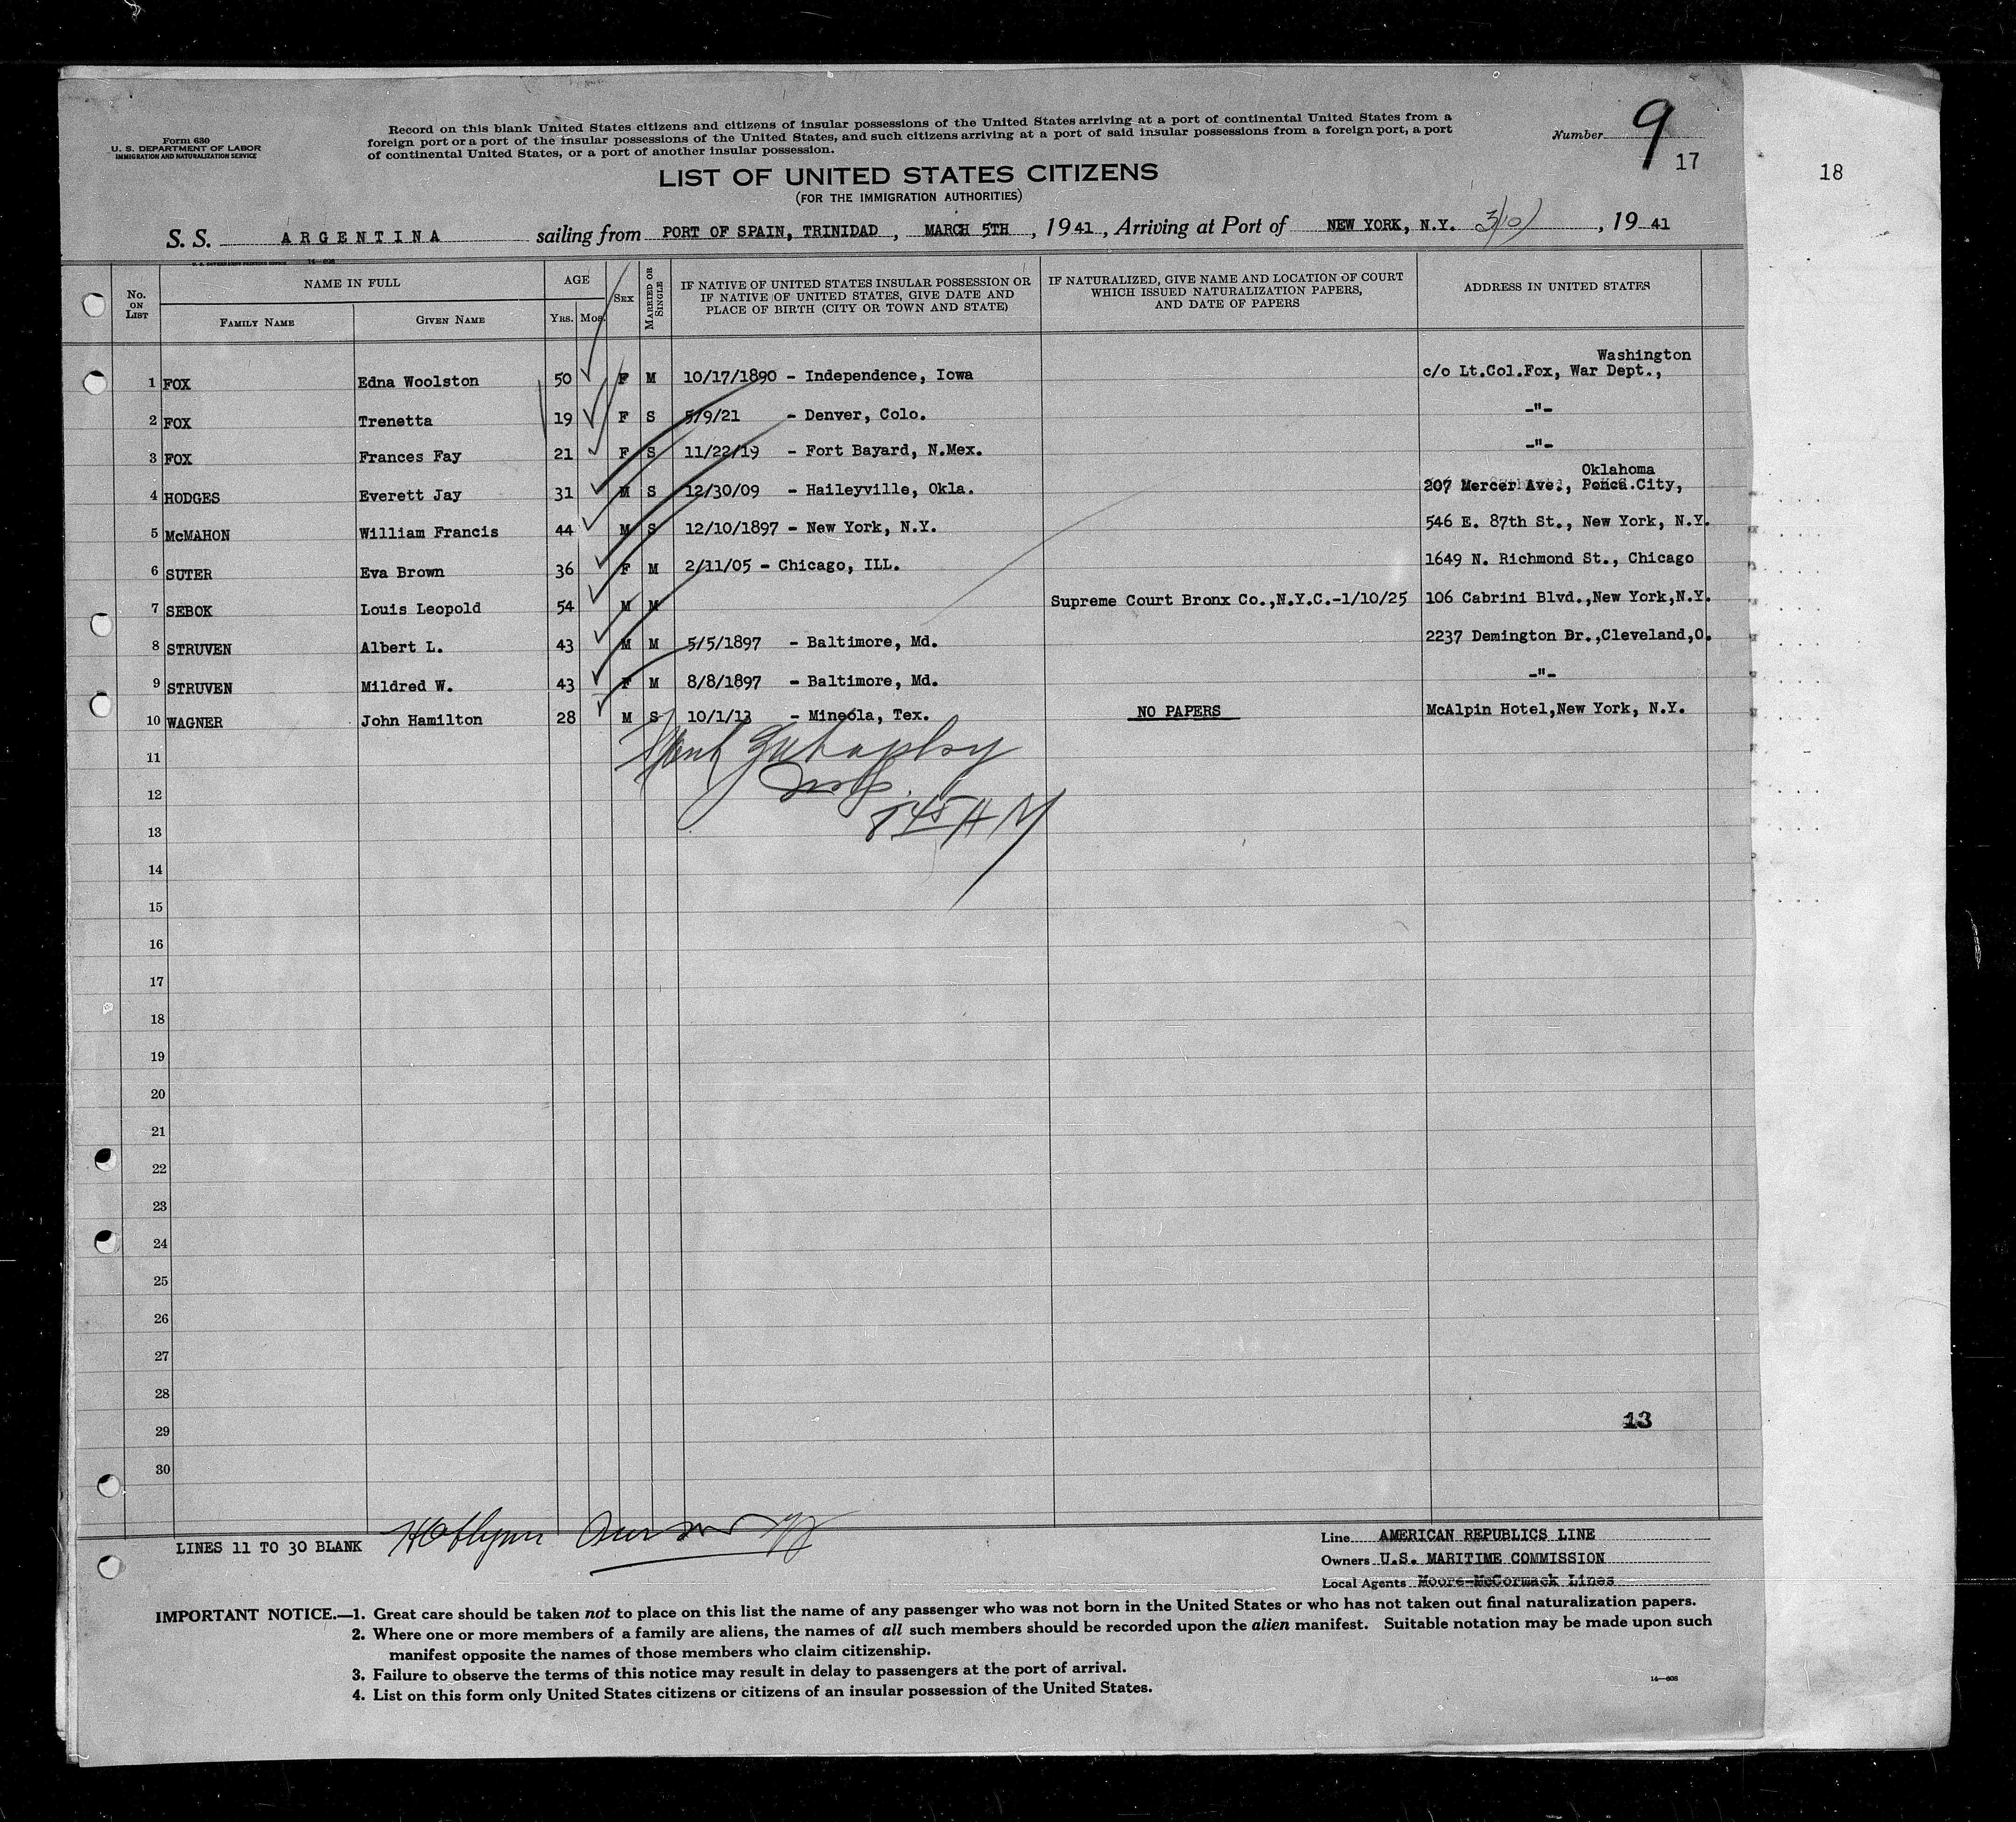 Form 630
U. S. DEPARTMENT OF LABOR
IMMIGRATION AND NATURALIZATION SERVICE
Record on this blank United States citizens and citizens of insular possessions of the United States arriving at a port of continental United States from a
foreign port or a port of the insular possessions of the United States, and such citizens arriving at a port of said insular possessions from a foreign port, a port
of continental United States, or a port of another insular possession.
Number 9
17
18
LIST OF UNITED STATES CITIZENS
(FOR THE IMMIGRATION AUTHORITIES)
S. S. ARGENTINA sailing from PORT OF SPAIN, TRINIDAD, MARCH 5TH, 1941, Arriving at Port of NEW YORK, N.Y. 3/10/, 1941
U. S. GOVERNMENT PRINTING OFFICE 14—608
No. ON LIST
NAME IN FULL
FAMILY NAME
GIVEN NAME
AGE
YRS. MOS.
SEX
MARRIED OR SINGLE
IF NATIVE OF UNITED STATES INSULAR POSSESSION OR
IF NATIVE OF UNITED STATES, GIVE DATE AND
PLACE OF BIRTH (CITY OR TOWN AND STATE)
IF NATURALIZED, GIVE NAME AND LOCATION OF COURT
WHICH ISSUED NATURALIZATION PAPERS,
AND DATE OF PAPERS
ADDRESS IN UNITED STATES
Washington
1 FOX Edna Woolston 50 F M 10/17/1890 - Independence, Iowa c/o Lt.Col.Fox, War Dept.,
2 FOX Trenetta 19 F S 5/9/21 - Denver, Colo. -"-
3 FOX Frances Fay 21 F S 11/22/19 - Fort Bayard, N.Mex. -"-
Oklahoma
4 HODGES Everett Jay 31 M S 12/30/09 - Haileyville, Okla. 207 Mercer Ave., Ponca City,
5 McMAHON William Francis 44 M S 12/10/1897 - New York, N.Y. 546 E. 87th St., New York, N.Y.
6 SUTER Eva Brown 36 F M 2/11/05 - Chicago, ILL. 1649 N. Richmond St., Chicago
7 SEBOK Louis Leopold 54 M M Supreme Court Bronx Co.,N.Y.C.-1/10/25 106 Cabrini Blvd.,New York,N.Y.
8 STRUVEN Albert L. 43 M M 5/5/1897 - Baltimore, Md. 2237 Demington Dr.,Cleveland,O.
9 STRUVEN Mildred W. 43 F M 8/8/1897 - Baltimore, Md. -"-
10 WAGNER John Hamilton 28 M S 10/1/13 - Mineola, Tex. NO PAPERS McAlpin Hotel,New York, N.Y.
11
12
845 AM
13
14
15
16
17
18
19
20
21
22
23
24
25
26
27
28
29
13
30
LINES 11 TO 30 BLANK
Line AMERICAN REPUBLICS LINE
Owners U.S. MARITIME COMMISSION
Local Agents Moore-McCormack Lines
IMPORTANT NOTICE.—1. Great care should be taken not to place on this list the name of any passenger who was not born in the United States or who has not taken out final naturalization papers.
2. Where one or more members of a family are aliens, the names of all such members should be recorded upon the alien manifest. Suitable notation may be made upon such
manifest opposite the names of those members who claim citizenship.
3. Failure to observe the terms of this notice may result in delay to passengers at the port of arrival.
4. List on this form only United States citizens or citizens of an insular possession of the United States.
14—608